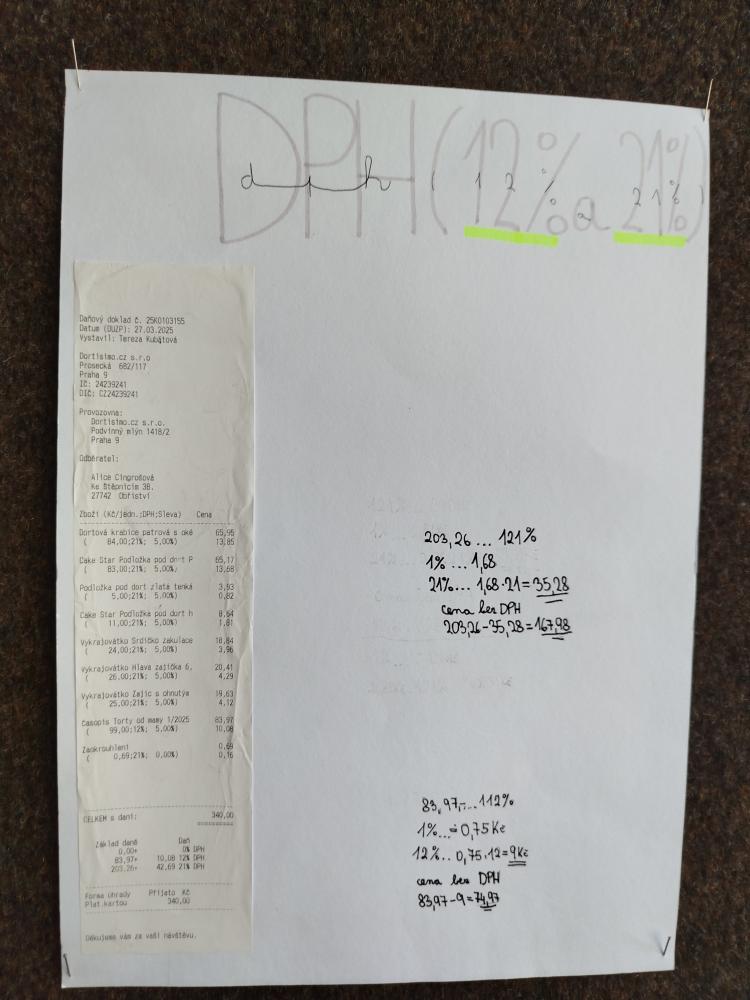 DPH (12% a 21%)
dph ( 12% a 21% )
Daňový doklad č. 25K0103155
Datum (DUZP): 27.03.2025
Vystavil: Tereza Kubátová
Dortisimo.cz s.r.o
Prosecká 682/117
Praha 9
IČ: 24239241
DIČ: CZ24239241
Provozovna:
Dortisimo.cz s.r.o.
Podvinný mlýn 1418/2
Praha 9
Odběratel:
Alice Cingrošová
Ke Štěpnicím 38.
27742 Obříství
Zboží (Kč/jedn.;DPH;Sleva) Cena
Dortová krabice patrová s oké 65,95
( 84,00;21%; 5,00%) 13,85
Cake Star Podložka pod dort P 65,17
( 83,00;21%; 5,00%) 13,68
Podložka pod dort zlatá tenká 3,93
( 5,00;21%; 5,00%) 0,82
Cake Star Podložka pod dort h 8,64
( 11,00;21%; 5,00%) 1,81
Vykrajovátko Srdíčko zakulace 18,84
( 24,00;21%; 5,00%) 3,96
Vykrajovátko Hlava zajíčka 6, 20,41
( 26,00;21%; 5,00%) 4,29
Vykrajovátko Zajíc s ohnutým 19,63
( 25,00;21%; 5,00%) 4,12
Časopis Torty od mamy 1/2025 83,97
( 99,00;12%; 5,00%) 10,08
Zaokrouhlení 0,69
( 0,69;21%; 0,00%) 0,16
CELKEM s daní: 340,00
Základ daně Daň
0,00+ 0% DPH
83,97+ 10,08 12% DPH
203,26+ 42,69 21% DPH
Forma úhrady Přijato Kč
Plat.kartou 340,00
Děkujeme vám za vaši návštěvu.
203,26 ... 121%
1% ... 1,68
21% ... 1,68·21 = 35,28
cena bez DPH
203,26-35,28=167,98
83,97,-... 112%
1% ... ≐ 0,75 Kč
12% .. 0,75·12 = 9Kč
cena bez DPH
83,97-9=74,97